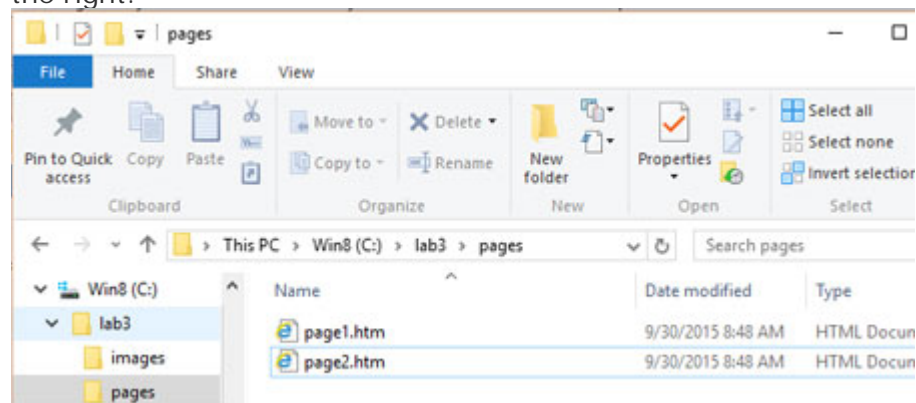 the right?
pages
File Home Share View
Pin to Quick access Copy Paste
Move to Delete
Copy to Rename
New folder
Properties
Select all
Select none
Invert selection
Clipboard Organize New Open Select
This PC > Win8 (C:) > lab3 > pages
Search pages
Win8 (C:)
lab3
images
pages
Name Date modified Type
page1.htm 9/30/2015 8:48 AM HTML Docun
page2.htm 9/30/2015 8:48 AM HTML Docun